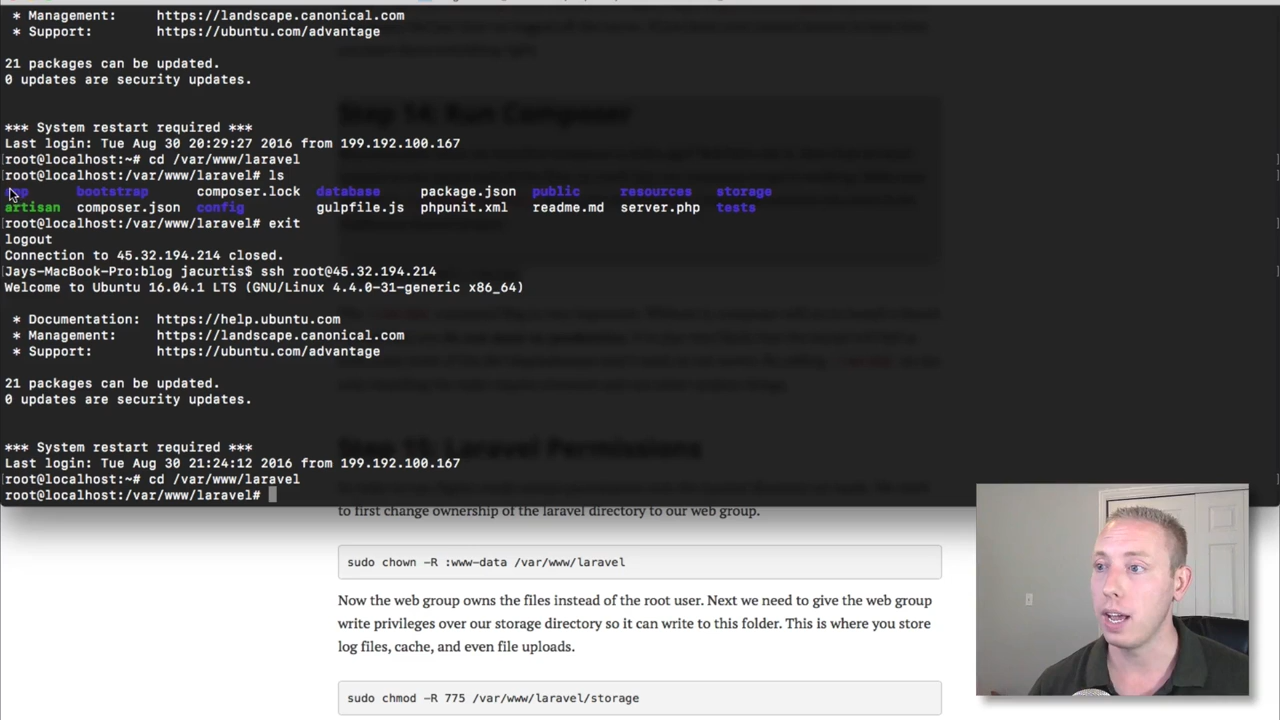 * Management:     https://landscape.canonical.com
* Support:        https://ubuntu.com/advantage
21 packages can be updated.
0 updates are security updates.
*** System restart required ***
Last login: Tue Aug 30 20:29:27 2016 from 199.192.100.167
root@localhost:~# cd /var/www/laravel
root@localhost:/var/www/laravel# ls
app      bootstrap      composer.lock  database     package.json  public     resources   storage
artisan  composer.json  config         gulpfile.js  phpunit.xml   readme.md  server.php  tests
root@localhost:/var/www/laravel# exit
logout
Connection to 45.32.194.214 closed.
Jays-MacBook-Pro:blog jacurtis$ ssh root@45.32.194.214
Welcome to Ubuntu 16.04.1 LTS (GNU/Linux 4.4.0-31-generic x86_64)
* Documentation:  https://help.ubuntu.com
* Management:     https://landscape.canonical.com
* Support:        https://ubuntu.com/advantage
21 packages can be updated.
0 updates are security updates.
*** System restart required ***
Last login: Tue Aug 30 21:24:12 2016 from 199.192.100.167
root@localhost:~# cd /var/www/laravel
root@localhost:/var/www/laravel#
Step 14: Run Composer
Step 15: Laravel Permissions
to first change ownership of the laravel directory to our web group.
sudo chown -R :www-data /var/www/laravel
Now the web group owns the files instead of the root user. Next we need to give the web group
write privileges over our storage directory so it can write to this folder. This is where you store
log files, cache, and even file uploads.
sudo chmod -R 775 /var/www/laravel/storage